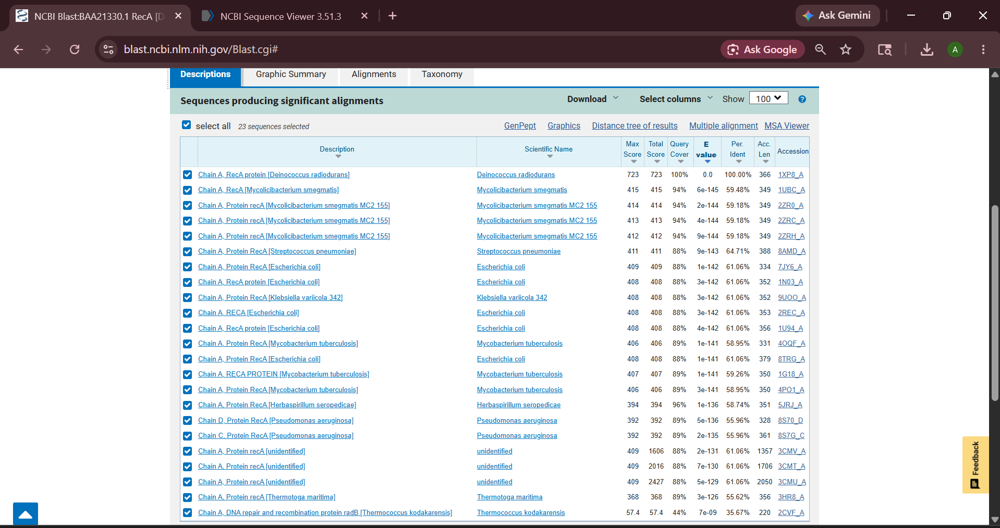 NCBI Blast:BAA21330.1 RecA [D
NCBI Sequence Viewer 3.51.3
Ask Gemini
blast.ncbi.nlm.nih.gov/Blast.cgi#
Ask Google
A
Descriptions Graphic Summary Alignments Taxonomy
Sequences producing significant alignments Download Select columns Show 100 ?
select all 23 sequences selected GenPept Graphics Distance tree of results Multiple alignment MSA Viewer
Description Scientific Name Max Score Total Score Query Cover E value Per. Ident Acc. Len Accession
Chain A, RecA protein [Deinococcus radiodurans] Deinococcus radiodurans 723 723 100% 0.0 100.00% 366 1XP8_A
Chain A, RecA [Mycolicibacterium smegmatis] Mycolicibacterium smegmatis 415 415 94% 6e-145 59.48% 349 1UBC_A
Chain A, Protein recA [Mycolicibacterium smegmatis MC2 155] Mycolicibacterium smegmatis MC2 155 414 414 94% 2e-144 59.18% 349 2ZR0_A
Chain A, Protein recA [Mycolicibacterium smegmatis MC2 155] Mycolicibacterium smegmatis MC2 155 413 413 94% 4e-144 59.18% 349 2ZRC_A
Chain A, Protein recA [Mycolicibacterium smegmatis MC2 155] Mycolicibacterium smegmatis MC2 155 412 412 94% 9e-144 59.18% 349 2ZRH_A
Chain A, Protein RecA [Streptococcus pneumoniae] Streptococcus pneumoniae 411 411 88% 9e-143 64.71% 388 8AMD_A
Chain A, Protein RecA [Escherichia coli] Escherichia coli 409 409 88% 1e-142 61.06% 334 7JY6_A
Chain A, RecA protein [Escherichia coli] Escherichia coli 408 408 88% 3e-142 61.06% 352 1N03_A
Chain A, Protein RecA [Klebsiella variicola 342] Klebsiella variicola 342 408 408 88% 3e-142 61.06% 352 9UOO_A
Chain A, RECA [Escherichia coli] Escherichia coli 408 408 88% 3e-142 61.06% 353 2REC_A
Chain A, RecA protein [Escherichia coli] Escherichia coli 408 408 88% 4e-142 61.06% 356 1U94_A
Chain A, Protein RecA [Mycobacterium tuberculosis] Mycobacterium tuberculosis 406 406 89% 1e-141 58.95% 331 4OQF_A
Chain A, Protein RecA [Escherichia coli] Escherichia coli 408 408 88% 1e-141 61.06% 379 8TRG_A
Chain A, RECA PROTEIN [Mycobacterium tuberculosis] Mycobacterium tuberculosis 407 407 89% 1e-141 59.26% 350 1G18_A
Chain A, Protein RecA [Mycobacterium tuberculosis] Mycobacterium tuberculosis 406 406 89% 3e-141 58.95% 350 4PO1_A
Chain A, Protein RecA [Herbaspirillum seropedicae] Herbaspirillum seropedicae 394 394 96% 1e-136 58.74% 351 5JRJ_A
Chain D, Protein RecA [Pseudomonas aeruginosa] Pseudomonas aeruginosa 392 392 89% 5e-136 55.96% 328 8S70_D
Chain C, Protein RecA [Pseudomonas aeruginosa] Pseudomonas aeruginosa 392 392 89% 2e-135 55.96% 361 8S7G_C
Chain A, Protein recA [unidentified] unidentified 409 1606 88% 2e-131 61.06% 1357 3CMV_A
Chain A, Protein recA [unidentified] unidentified 409 2016 88% 7e-130 61.06% 1706 3CMT_A
Chain A, Protein recA [unidentified] unidentified 409 2427 88% 5e-129 61.06% 2050 3CMU_A
Chain A, Protein recA [Thermotoga maritima] Thermotoga maritima 368 368 89% 3e-126 55.62% 356 3HR8_A
Chain A, DNA repair and recombination protein radB [Thermococcus kodakarensis] Thermococcus kodakarensis 57.4 57.4 44% 7e-09 35.67% 220 2CVF_A
Feedback